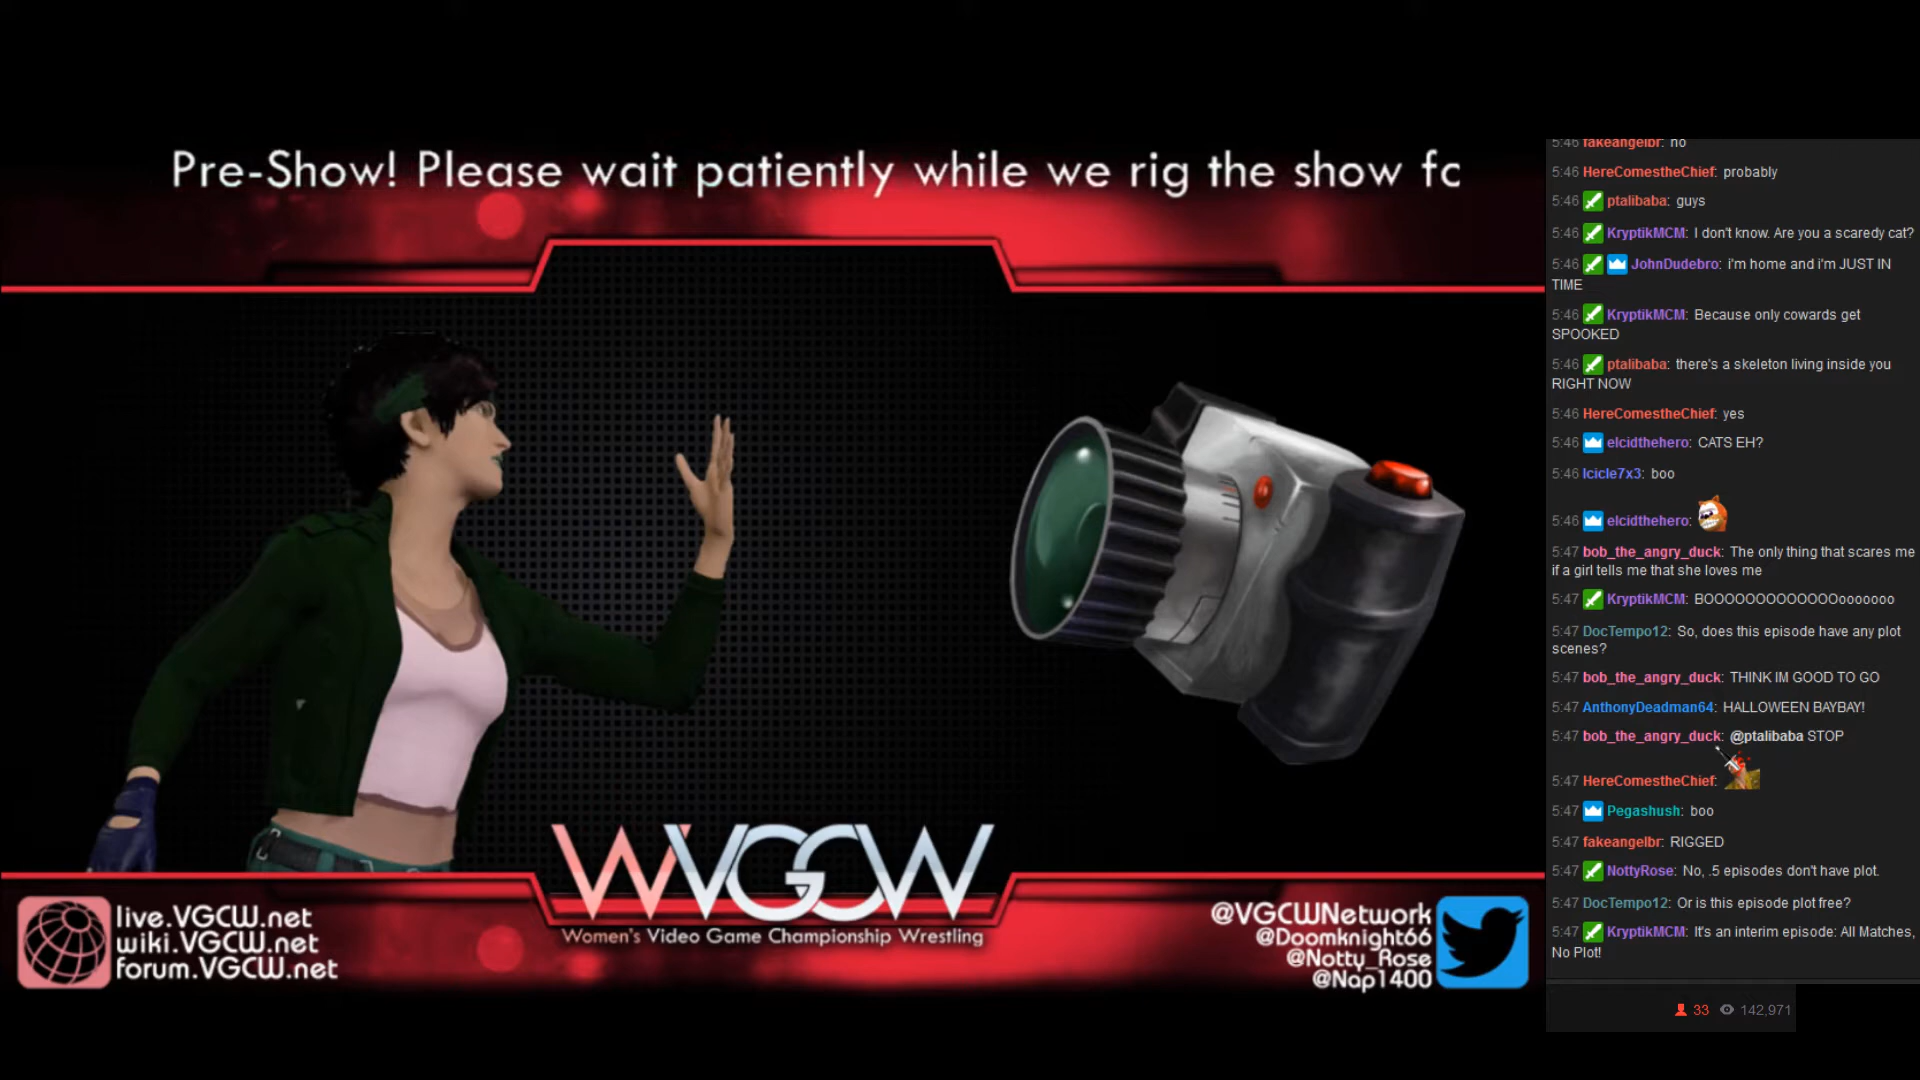 Pre-Show! Please wait patiently while we rig the show fo
WVGCW
Women's Video Game Championship Wrestling
live.VGCW.net
wiki.VGCW.net
forum.VGCW.net
@VGCWNetwork
@Doomknight66
@Notty_Rose
@Nap1400
5:46 fakeangelbr: no
5:46 HereComestheChief: probably
5:46 ptalibaba: guys
5:46 KryptikMCM: I don't know. Are you a scaredy cat?
5:46 JohnDudebro: i'm home and i'm JUST IN
TIME
5:46 KryptikMCM: Because only cowards get
SPOOKED
5:46 ptalibaba: there's a skeleton living inside you
RIGHT NOW
5:46 HereComestheChief: yes
5:46 elcidthehero: CATS EH?
5:46 Icicle7x3: boo
5:46 elcidthehero:
5:47 bob_the_angry_duck: The only thing that scares me
if a girl tells me that she loves me
5:47 KryptikMCM: BOOOOOOOOOOOOOooooooo
5:47 DocTempo12: So, does this episode have any plot
scenes?
5:47 bob_the_angry_duck: THINK IM GOOD TO GO
5:47 AnthonyDeadman64: HALLOWEEN BAYBAY!
5:47 bob_the_angry_duck: @ptalibaba STOP
5:47 HereComestheChief:
5:47 Pegashush: boo
5:47 fakeangelbr: RIGGED
5:47 NottyRose: No, .5 episodes don't have plot.
5:47 DocTempo12: Or is this episode plot free?
5:47 KryptikMCM: It's an interim episode: All Matches,
No Plot!
33 142,971